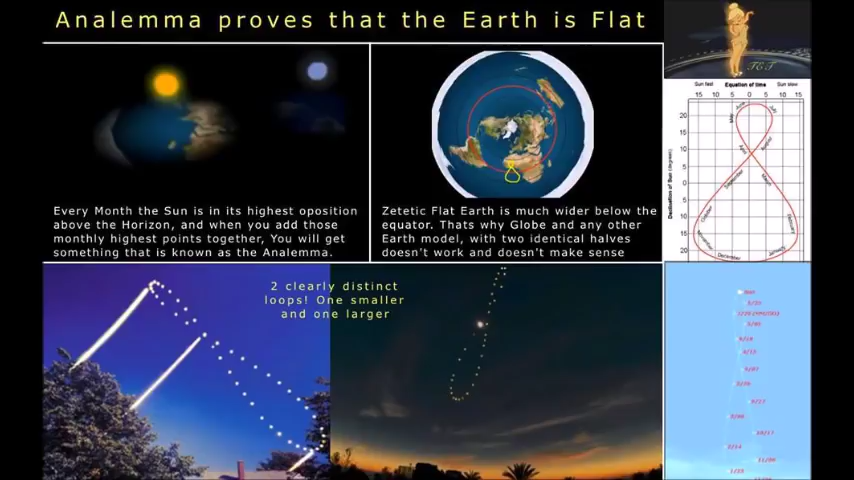 Analemma proves that the Earth is Flat
TET
Every Month the Sun is in its highest oposition
above the Horizon, and when you add those
monthly highest points together, You will get
something that is known as the Analemma.
Zetetic Flat Earth is much wider below the
equator. Thats why Globe and any other
Earth model, with two identical halves
doesn't work and doesn't make sense
2 clearly distinct
loops! One smaller
and one larger
Sun fast Equation of time Sun slow
15 10 5 0 5 10 15
Declination of Sun (degrees)
20
15
10
5
0
5
10
15
20
June
July
May
April
August
September
March
October
February
November
December
January